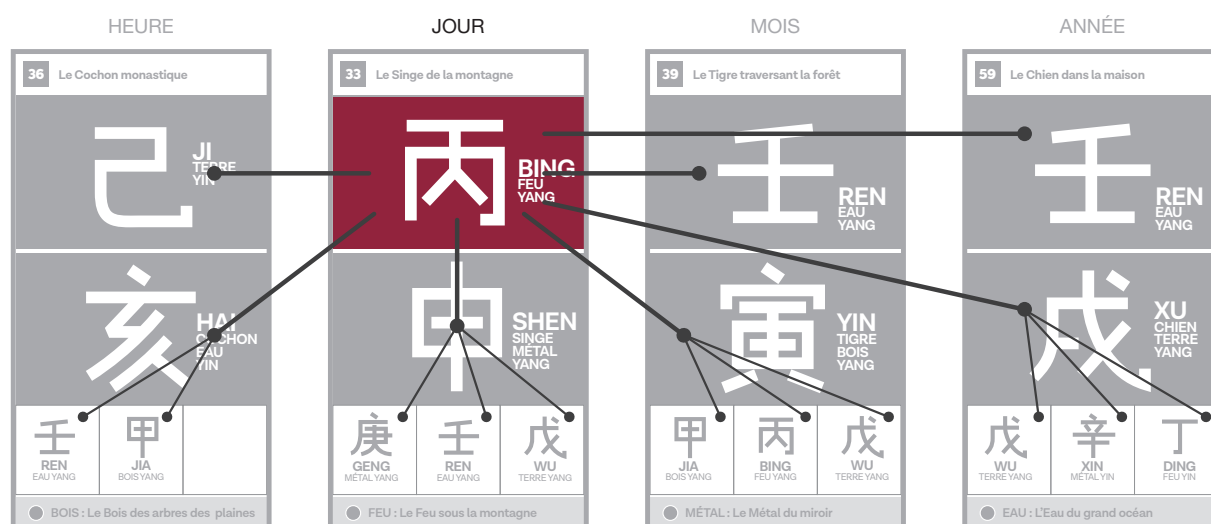 HEURE
JOUR
MOIS
ANNÉE
36 Le Cochon monastique
33 Le Singe de la montagne
39 Le Tigre traversant la forêt
59 Le Chien dans la maison
己
JI
TERRE
YIN
丙
BING
FEU
YANG
壬
REN
EAU
YANG
壬
REN
EAU
YANG
亥
HAI
COCHON
EAU
YIN
申
SHEN
SINGE
MÉTAL
YANG
寅
YIN
TIGRE
BOIS
YANG
戊
XU
CHIEN
TERRE
YANG
壬
REN
EAU YANG
甲
JIA
BOIS YANG
庚
GENG
MÉTAL YANG
壬
REN
EAU YANG
戊
WU
TERRE YANG
甲
JIA
BOIS YANG
丙
BING
FEU YANG
戊
WU
TERRE YANG
戊
WU
TERRE YANG
辛
XIN
MÉTAL YIN
丁
DING
FEU YIN
BOIS : Le Bois des arbres des plaines
FEU : Le Feu sous la montagne
MÉTAL : Le Métal du miroir
EAU : L'Eau du grand océan